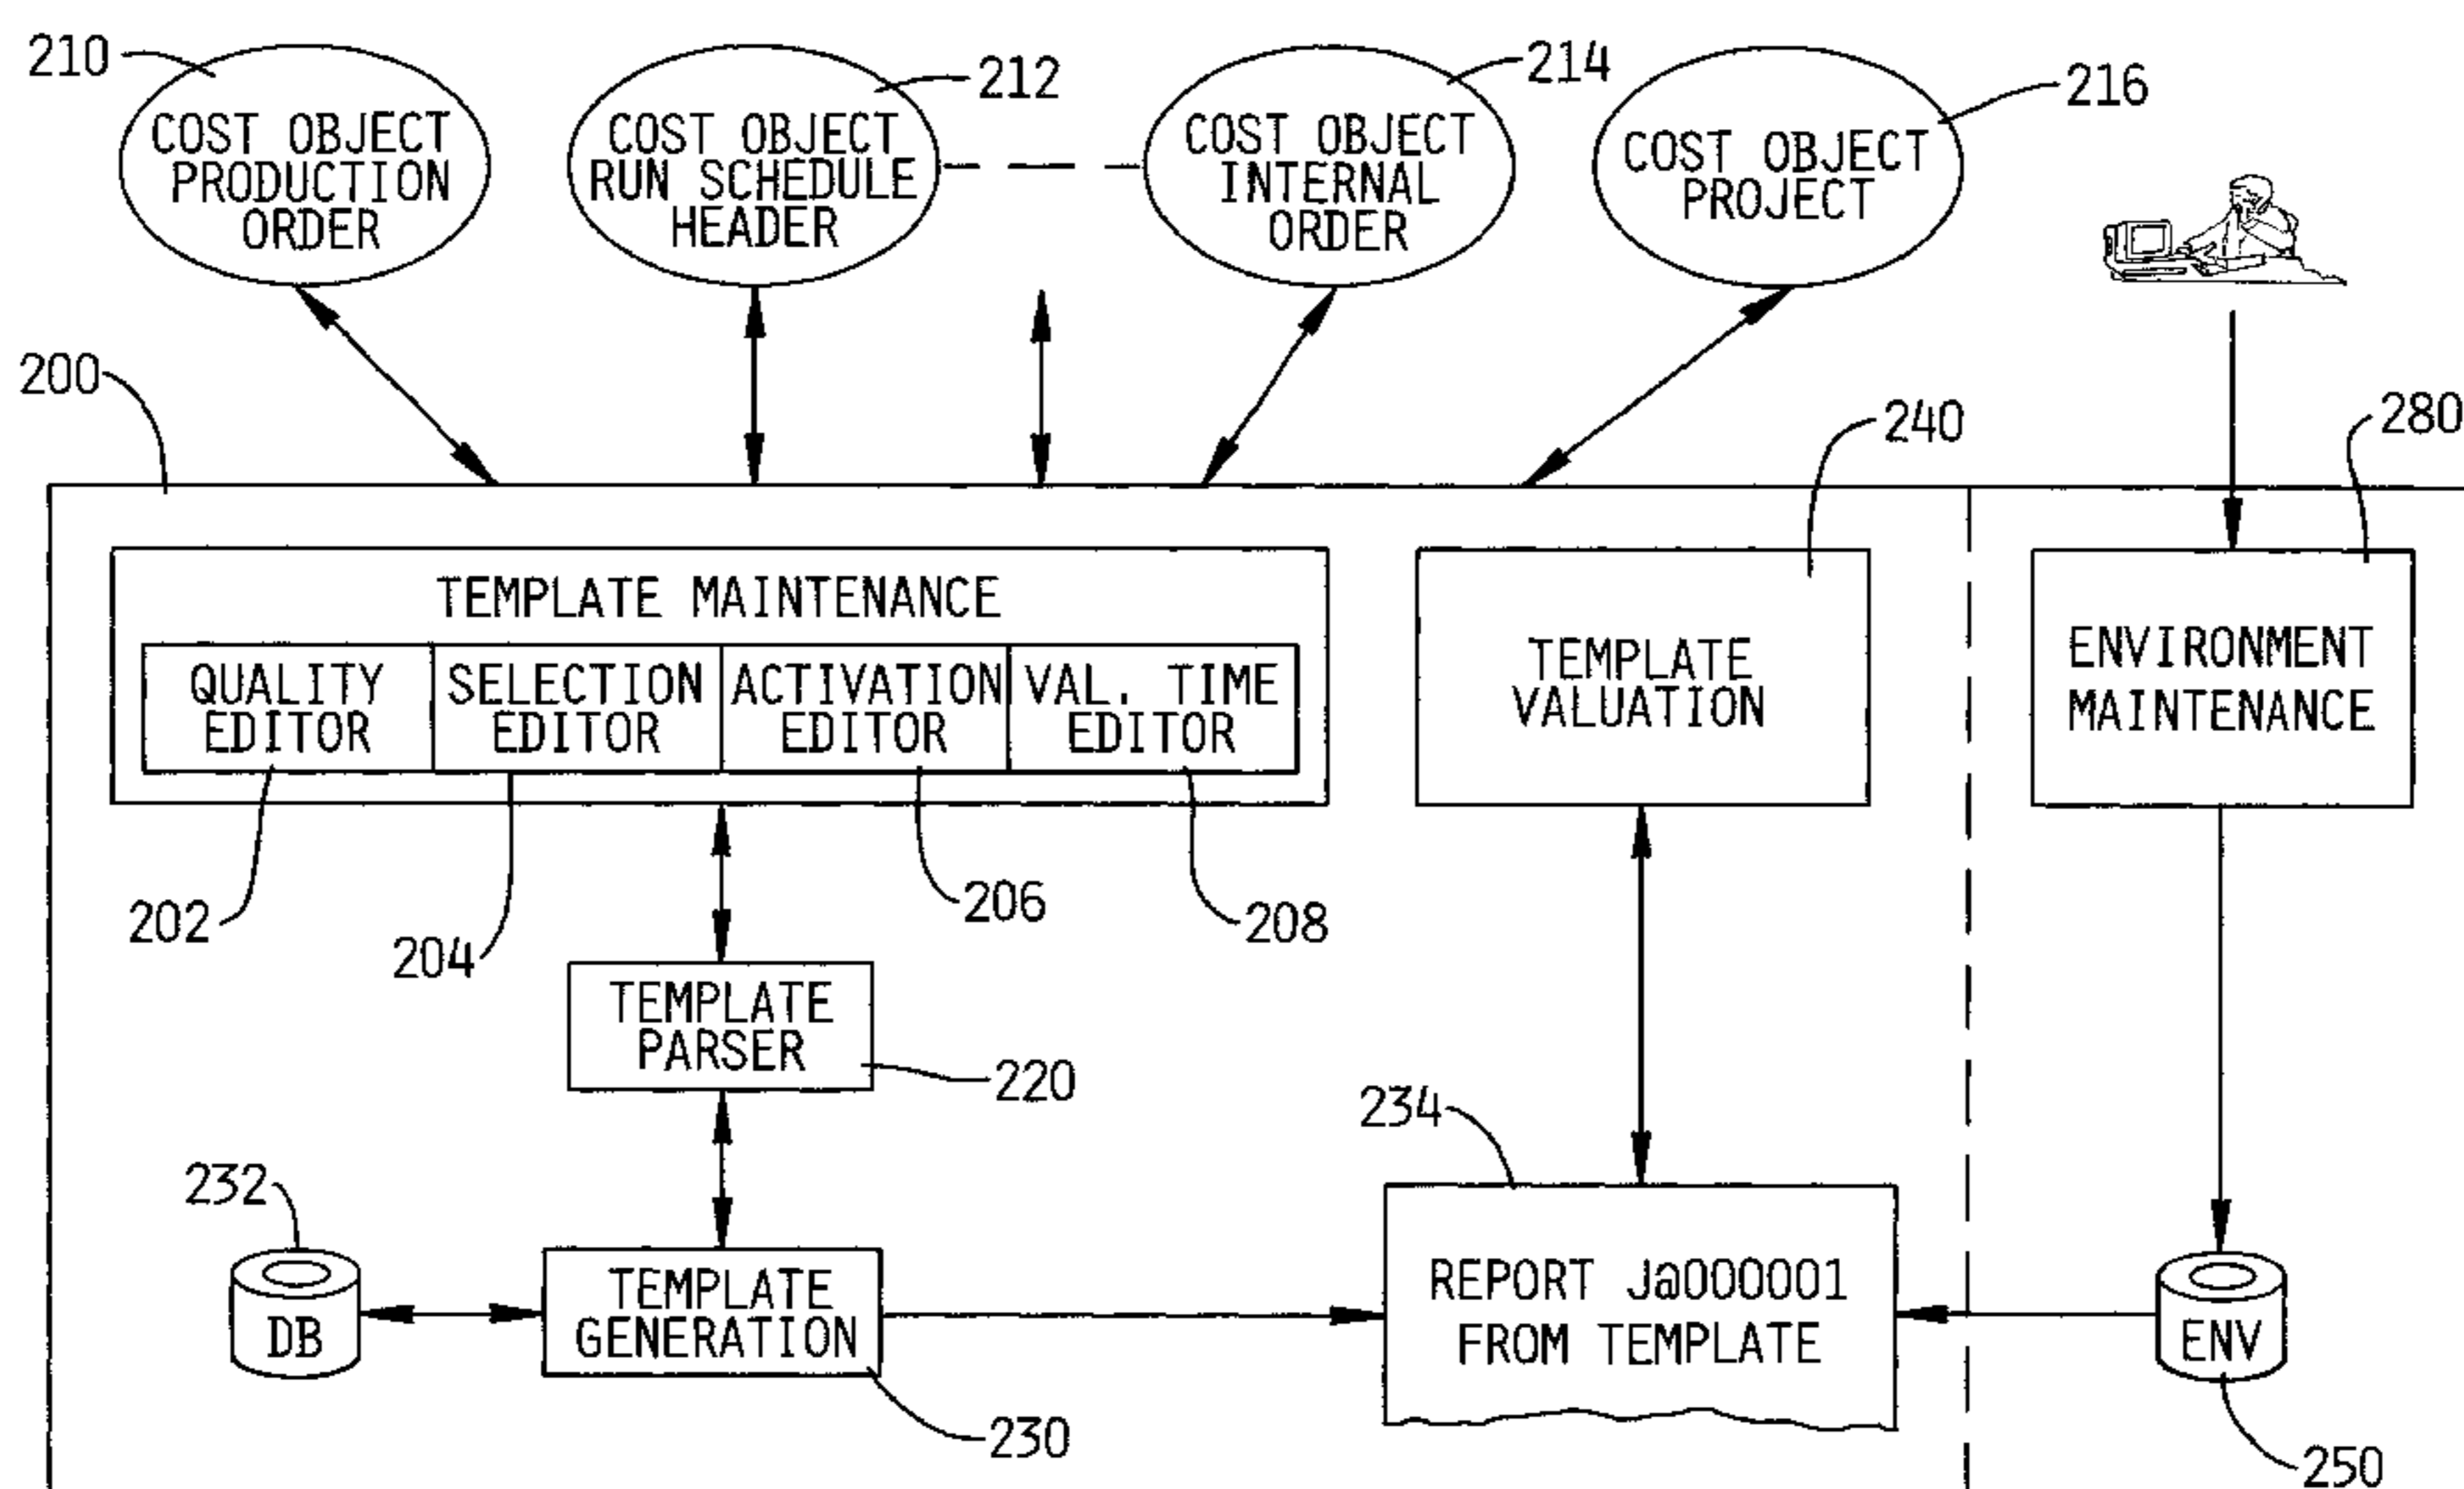 210
COST OBJECT
PRODUCTION
ORDER
212
COST OBJECT
RUN SCHEDULE
HEADER
214
COST OBJECT
INTERNAL
ORDER
216
COST OBJECT
PROJECT
200
240
280
TEMPLATE MAINTENANCE
QUALITY
EDITOR
SELECTION
EDITOR
ACTIVATION
EDITOR
VAL. TIME
EDITOR
TEMPLATE
VALUATION
ENVIRONMENT
MAINTENANCE
202
204
206
208
TEMPLATE
PARSER
220
234
232
DB
TEMPLATE
GENERATION
230
REPORT Ja000001
FROM TEMPLATE
ENV
250